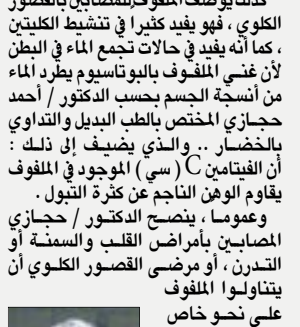 كذلك يوصف الملفوف للمصابين بالقصور
الكلوي ، فهو يفيد كثيرا في تنشيط الكليتين
، كما أنه يفيد في حالات تجمع الماء في البطن
لأن غنى الملفوف بالبوتاسيوم يطرد الماء
من أنسجة الجسم بحسب الدكتور / أحمد
حجازي المختص بالطب البديل والتداوي
بالخضار .. والذي يضيف إلى ذلك :
أن الفيتامين C ( سي ) الموجود في الملفوف
يقاوم الوهن الناجم عن كثرة التبول .
وعموما ، ينصح الدكتور / حجازي
المصابين بأمراض القلب والسمنة أو
التدرن ، أو مرضى القصور الكلوي أن
يتناولوا الملفوف
على نحو خاص